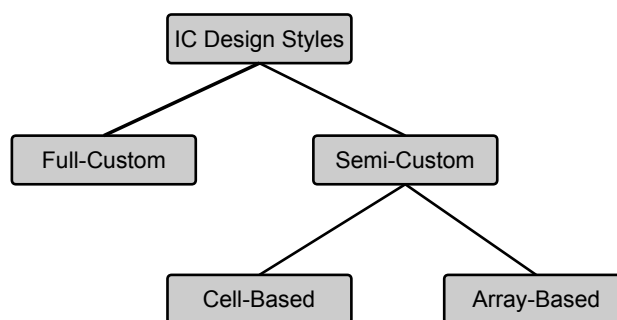 IC Design Styles
Full-Custom
Semi-Custom
Cell-Based
Array-Based